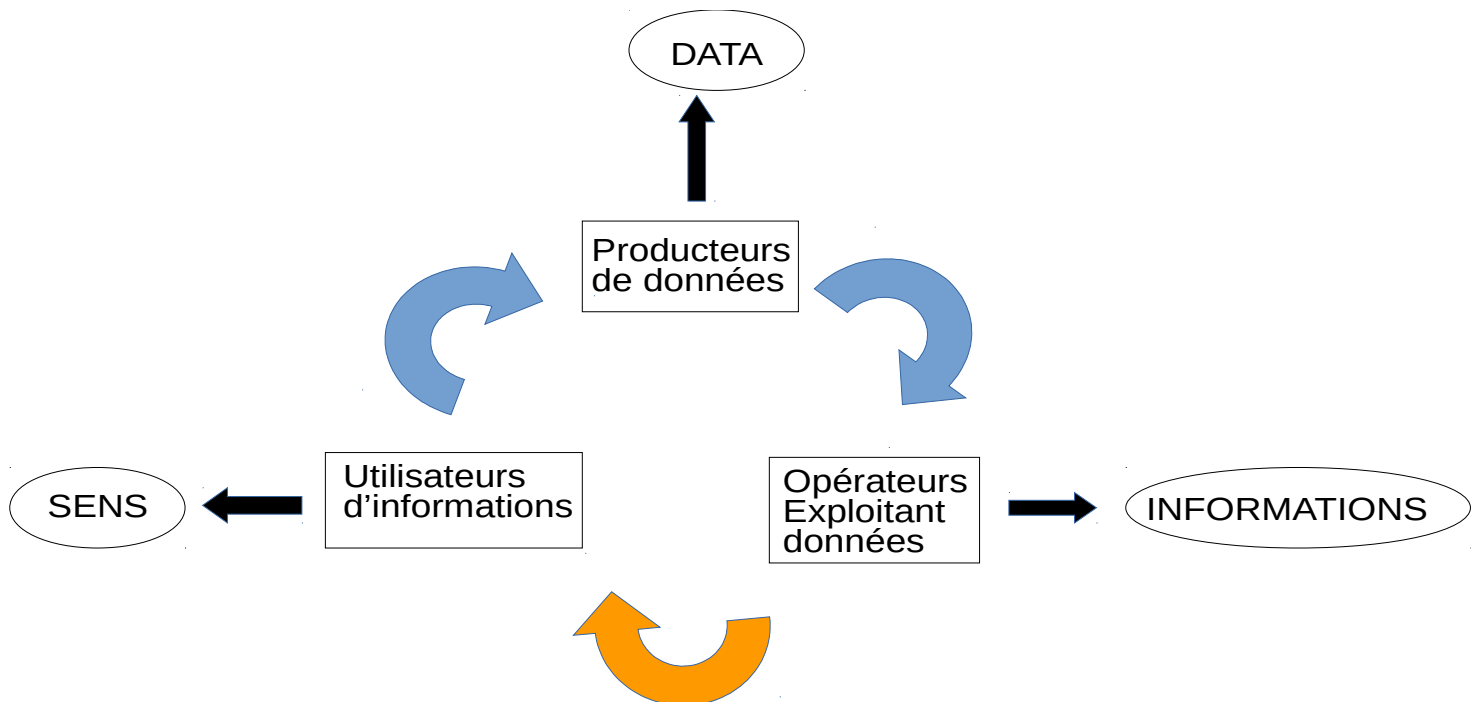 DATA
Producteurs
de données
Utilisateurs
d’informations
SENS
Opérateurs
Exploitant
données
INFORMATIONS